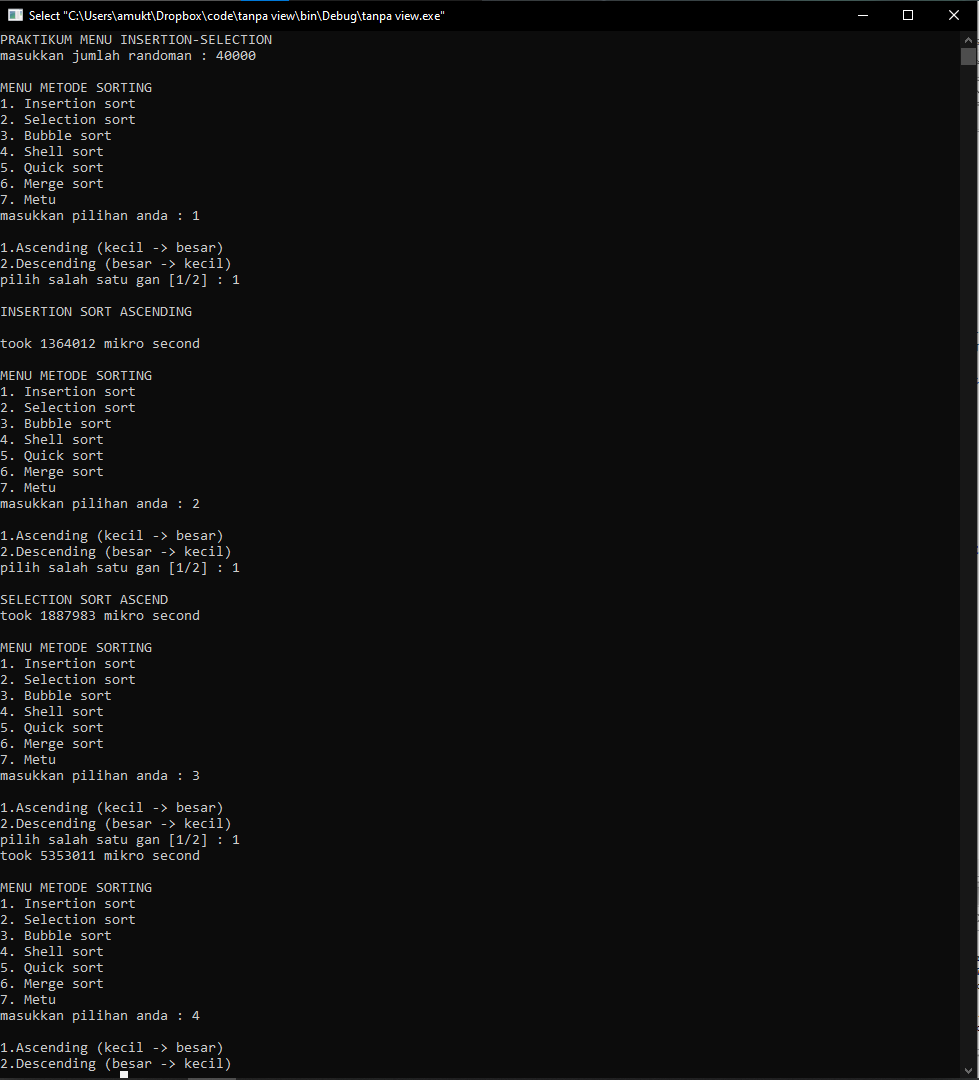 Select "C:\Users\amukt\Dropbox\code\tanpa view\bin\Debug\tanpa view.exe"
PRAKTIKUM MENU INSERTION-SELECTION
masukkan jumlah randoman : 40000
MENU METODE SORTING
1. Insertion sort
2. Selection sort
3. Bubble sort
4. Shell sort
5. Quick sort
6. Merge sort
7. Metu
masukkan pilihan anda : 1
1.Ascending (kecil -> besar)
2.Descending (besar -> kecil)
pilih salah satu gan [1/2] : 1
INSERTION SORT ASCENDING
took 1364012 mikro second
MENU METODE SORTING
1. Insertion sort
2. Selection sort
3. Bubble sort
4. Shell sort
5. Quick sort
6. Merge sort
7. Metu
masukkan pilihan anda : 2
1.Ascending (kecil -> besar)
2.Descending (besar -> kecil)
pilih salah satu gan [1/2] : 1
SELECTION SORT ASCEND
took 1887983 mikro second
MENU METODE SORTING
1. Insertion sort
2. Selection sort
3. Bubble sort
4. Shell sort
5. Quick sort
6. Merge sort
7. Metu
masukkan pilihan anda : 3
1.Ascending (kecil -> besar)
2.Descending (besar -> kecil)
pilih salah satu gan [1/2] : 1
took 5353011 mikro second
MENU METODE SORTING
1. Insertion sort
2. Selection sort
3. Bubble sort
4. Shell sort
5. Quick sort
6. Merge sort
7. Metu
masukkan pilihan anda : 4
1.Ascending (kecil -> besar)
2.Descending (besar -> kecil)